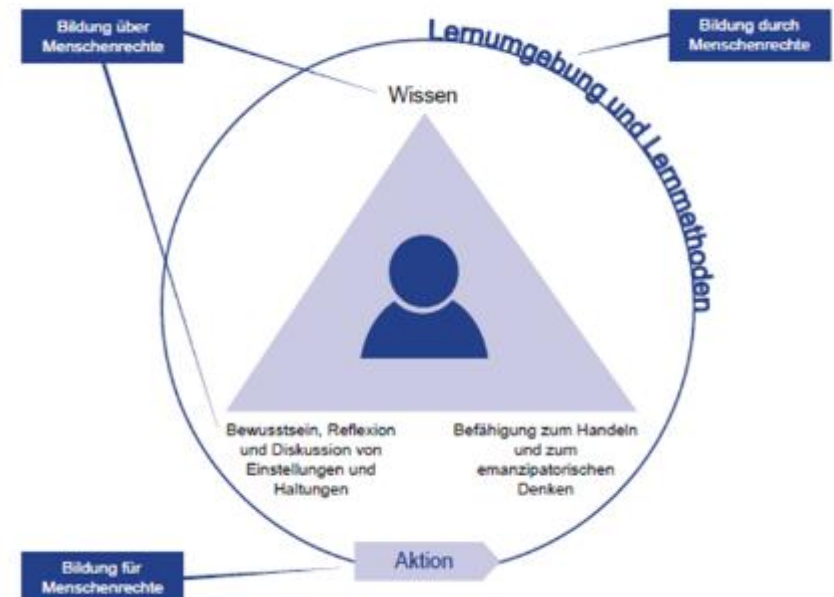 Bildung über
Menschenrechte
Lernumgebung und Lernmethoden
Bildung durch
Menschenrechte
Wissen
Bewusstsein, Reflexion
und Diskussion von
Einstellungen und
Haltungen
Befähigung zum Handeln
und zum
emanzipatorischen
Denken
Aktion
Bildung für
Menschenrechte